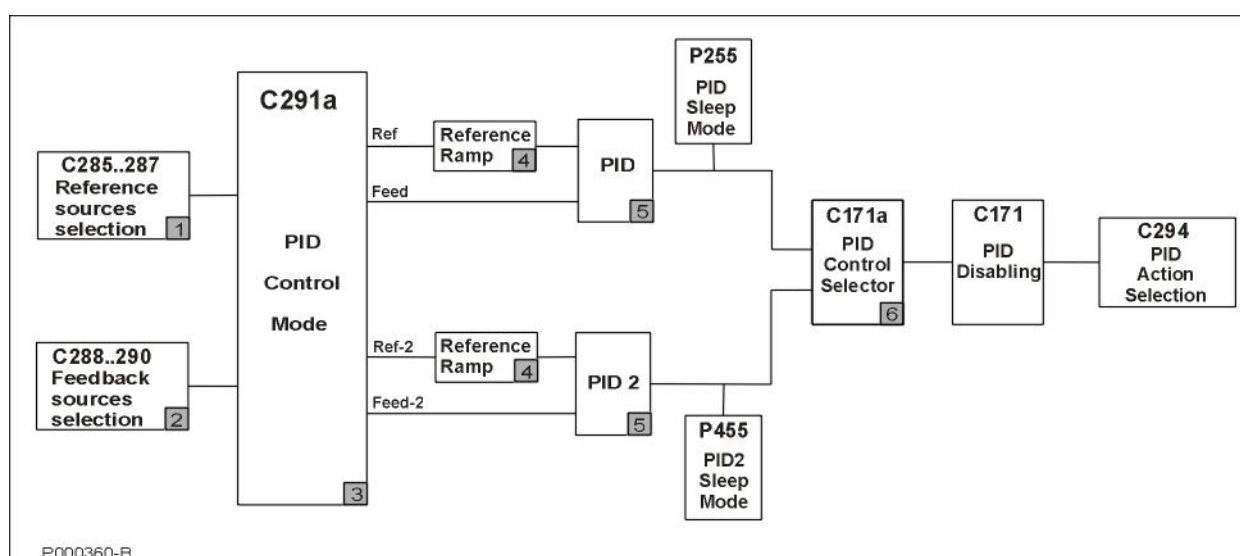 C285..287
Reference
sources
selection
1
C288..290
Feedback
sources
selection
2
C291a
PID
Control
Mode
3
Ref
Reference
Ramp
4
Feed
PID
5
P255
PID
Sleep
Mode
Ref-2
Reference
Ramp
4
Feed-2
PID 2
5
P455
PID2
Sleep
Mode
C171a
PID
Control
Selector
6
C171
PID
Disabling
C294
PID
Action
Selection
P000360-B